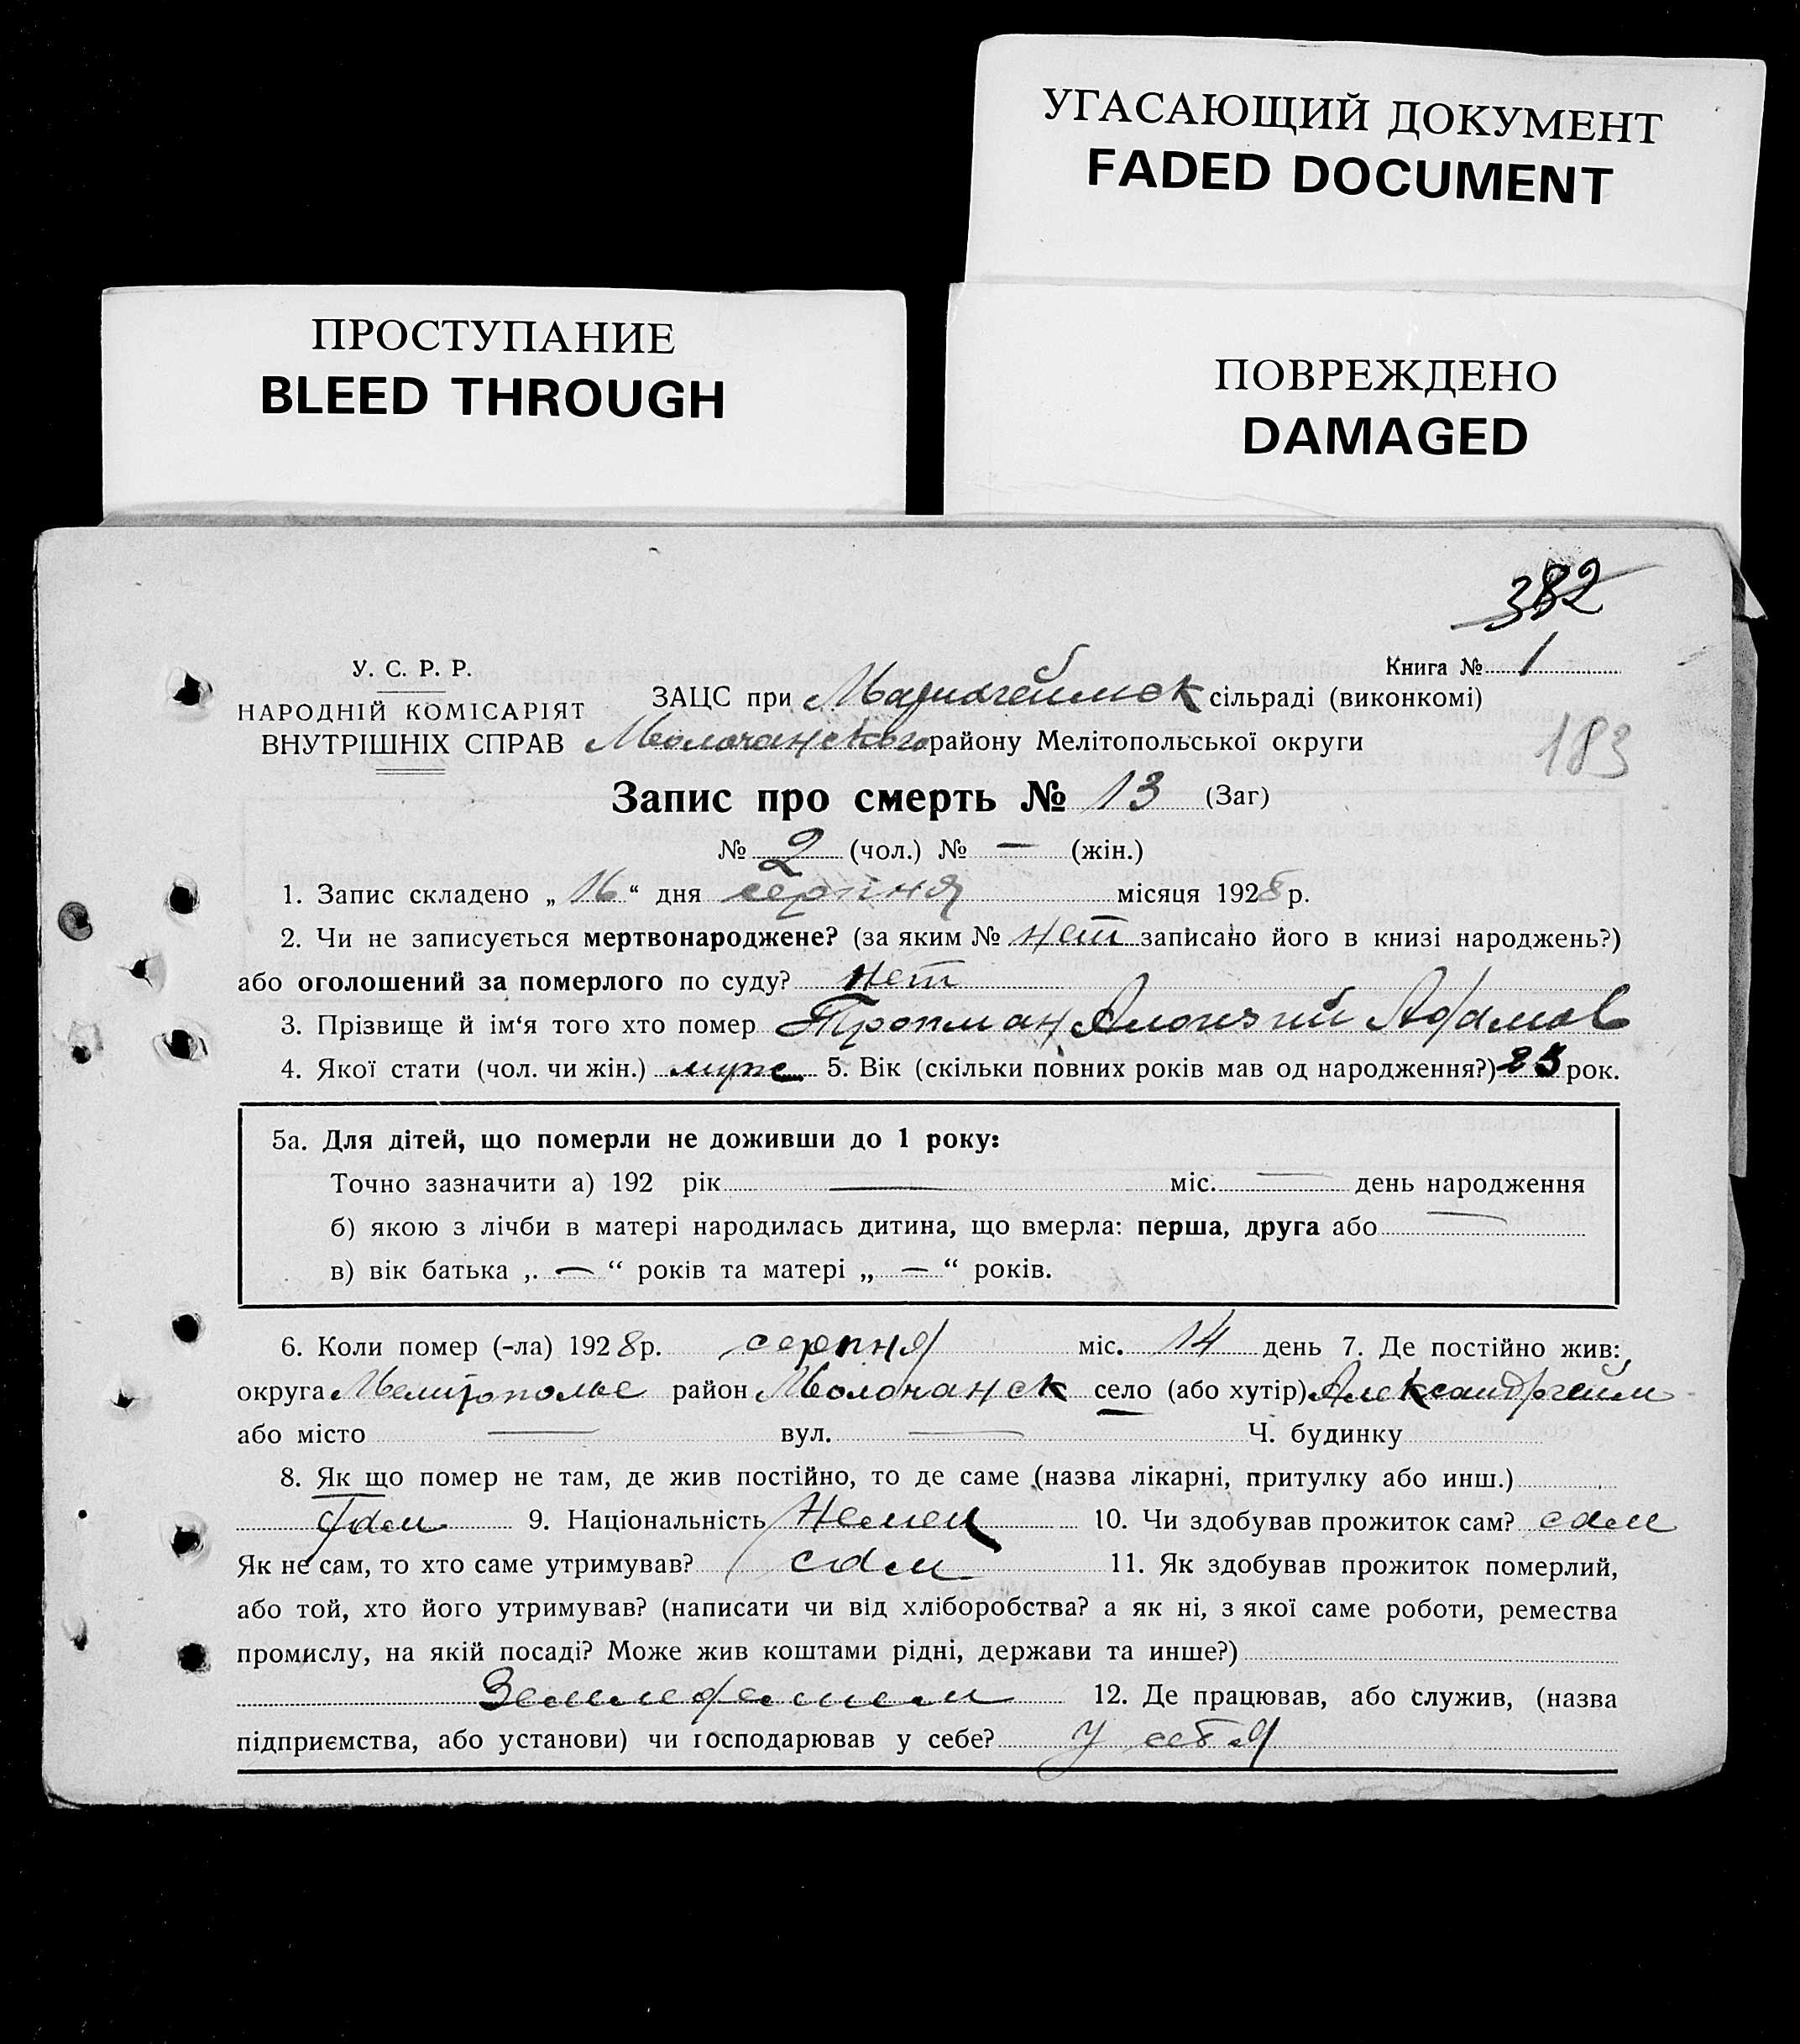 УГАСАЮЩИЙ ДОКУМЕНТ
FADED DOCUMENT
ПРОСТУПАНИЕ
BLEED THROUGH
ПОВРЕЖДЕНО
DAMAGED
382
У. С. Р. Р.
Книга № 1
НАРОДНІЙ КОМІСАРІЯТ
ЗАЦС при сільраді (виконкомі)
ВНУТРІШНІХ СПРАВ Молочанського району Мелітопольської округи
183
Запис про смерть № 13 (Заг)
№ 2 (чол.) № — (жін.)
1. Запис складено „ 16 “ дня серпня місяця 1928 р.
2. Чи не записується мертвонароджене? (за яким № нет записано його в книзі народжень?)
або оголошений за померлого по суду? нет
3. Прізвище й ім‘я того хто помер Тропман Алоизий Адамов
4. Якої стати (чол. чи жін.) муж 5. Вік (скільки повних років мав од народження?) рок.
5а. Для дітей, що померли не доживши до 1 року:
Точно зазначити а) 192 рік — міс. — день народження
б) якою з лічби в матері народилась дитина, що вмерла: перша, друга або —
в) вік батька „ — “ років та матері „ — “ років.
6. Коли помер (-ла) 1928 р. серпня міс. 14 день 7. Де постійно жив:
округа Мелитополье район Молочанск село (або хутір) Александргейм
або місто — вул. — Ч. будинку
8. Як що помер не там, де жив постійно, то де саме (назва лікарні, притулку або инш.)
там 9. Національність Немец 10. Чи здобував прожиток сам? сам
Як не сам, то хто саме утримував? сам 11. Як здобував прожиток померлий,
або той, хто його утримував? (написати чи від хліборобства? а як ні, з якої саме роботи, ремества
промислу, на якій посаді? Може жив коштами рідні, держави та инше?)
12. Де працював, або служив, (назва
підприємства, або установи) чи господарював у себе? у себя